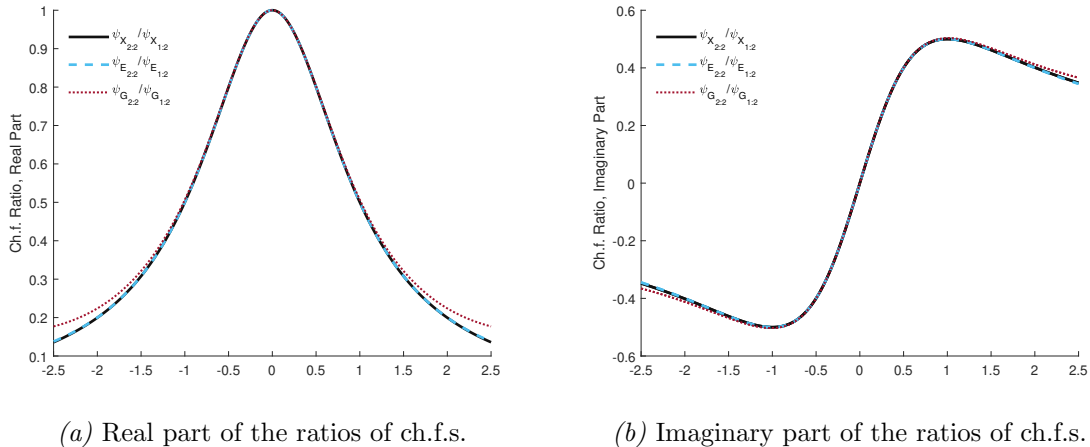 1
0.9
0.8
0.7
0.6
0.5
0.4
0.3
0.2
0.1
Ch.f. Ratio, Real Part
ψX2:2/ψX1:2
ψE2:2/ψE1:2
ψG2:2/ψG1:2
-2.5 -2 -1.5 -1 -0.5 0 0.5 1 1.5 2 2.5
(a) Real part of the ratios of ch.f.s.
0.6
0.4
0.2
0
-0.2
-0.4
-0.6
Ch.f. Ratio, Imaginary Part
ψX2:2/ψX1:2
ψE2:2/ψE1:2
ψG2:2/ψG1:2
-2.5 -2 -1.5 -1 -0.5 0 0.5 1 1.5 2 2.5
(b) Imaginary part of the ratios of ch.f.s.